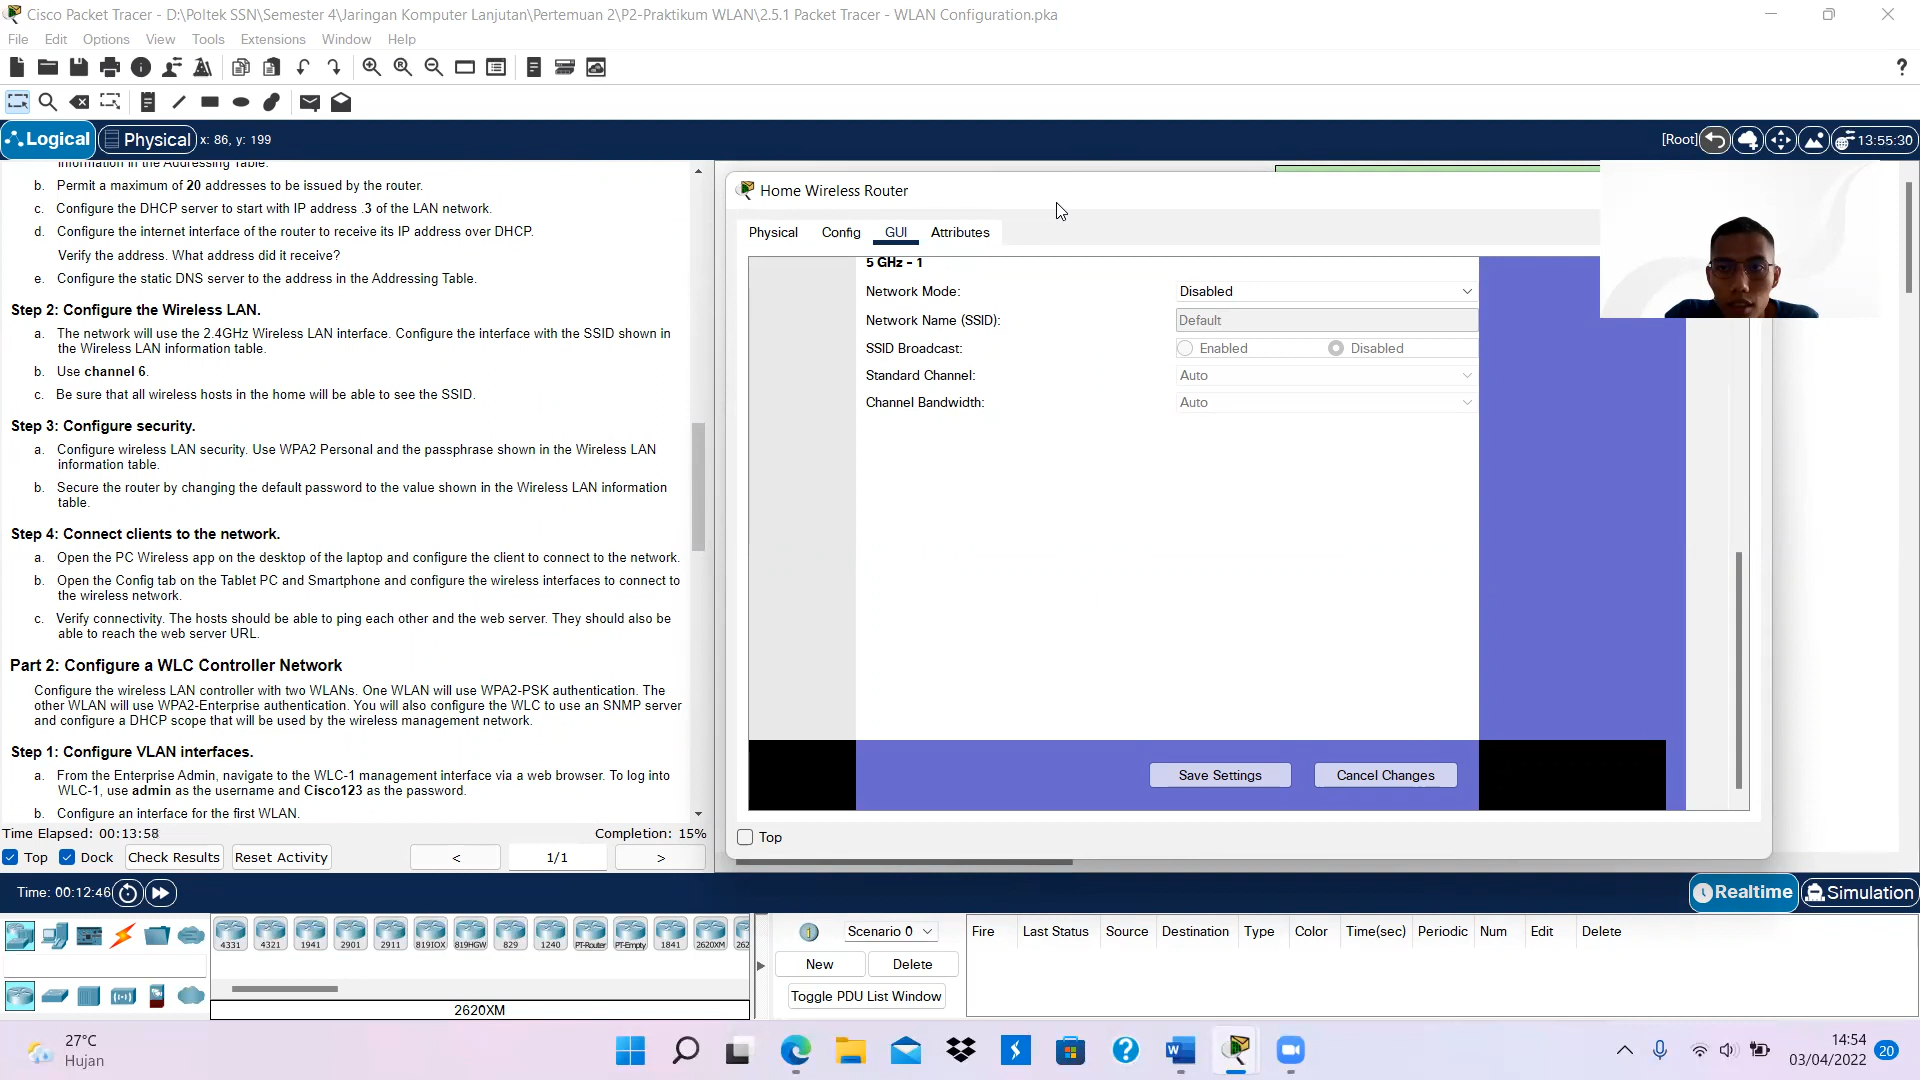 Cisco Packet Tracer - D:\Poltek SSN\Semester 4\Jaringan Komputer Lanjutan\Pertemuan 2\P2-Praktikum WLAN\2.5.1 Packet Tracer - WLAN Configuration.pka
File Edit Options View Tools Extensions Window Help
?
Logical Physical x: 86, y: 199
[Root] 13:55:30
information in the Addressing Table.
b. Permit a maximum of 20 addresses to be issued by the router.
c. Configure the DHCP server to start with IP address .3 of the LAN network.
d. Configure the internet interface of the router to receive its IP address over DHCP.
Verify the address. What address did it receive?
e. Configure the static DNS server to the address in the Addressing Table.
Step 2: Configure the Wireless LAN.
a. The network will use the 2.4GHz Wireless LAN interface. Configure the interface with the SSID shown in
the Wireless LAN information table.
b. Use channel 6.
c. Be sure that all wireless hosts in the home will be able to see the SSID.
Step 3: Configure security.
a. Configure wireless LAN security. Use WPA2 Personal and the passphrase shown in the Wireless LAN
information table.
b. Secure the router by changing the default password to the value shown in the Wireless LAN information
table.
Step 4: Connect clients to the network.
a. Open the PC Wireless app on the desktop of the laptop and configure the client to connect to the network.
b. Open the Config tab on the Tablet PC and Smartphone and configure the wireless interfaces to connect to
the wireless network.
c. Verify connectivity. The hosts should be able to ping each other and the web server. They should also be
able to reach the web server URL.
Part 2: Configure a WLC Controller Network
Configure the wireless LAN controller with two WLANs. One WLAN will use WPA2-PSK authentication. The
other WLAN will use WPA2-Enterprise authentication. You will also configure the WLC to use an SNMP server
and configure a DHCP scope that will be used by the wireless management network.
Step 1: Configure VLAN interfaces.
a. From the Enterprise Admin, navigate to the WLC-1 management interface via a web browser. To log into
WLC-1, use admin as the username and Cisco123 as the password.
b. Configure an interface for the first WLAN.
Time Elapsed: 00:13:58 Completion: 15%
Top Dock Check Results Reset Activity < 1/1 >
Home Wireless Router
Physical Config GUI Attributes
5 GHz - 1
Network Mode: Disabled
Network Name (SSID): Default
SSID Broadcast: Enabled Disabled
Standard Channel: Auto
Channel Bandwidth: Auto
Save Settings Cancel Changes
Top
Time: 00:12:46 Realtime Simulation
4331 4321 1941 2901 2911 819IOX 819HGW 829 1240 PT-Router PT-Empty 1841 2620XM 262
2620XM
Scenario 0
New Delete
Toggle PDU List Window
Fire Last Status Source Destination Type Color Time(sec) Periodic Num Edit Delete
27°C
Hujan
14:54
03/04/2022 20